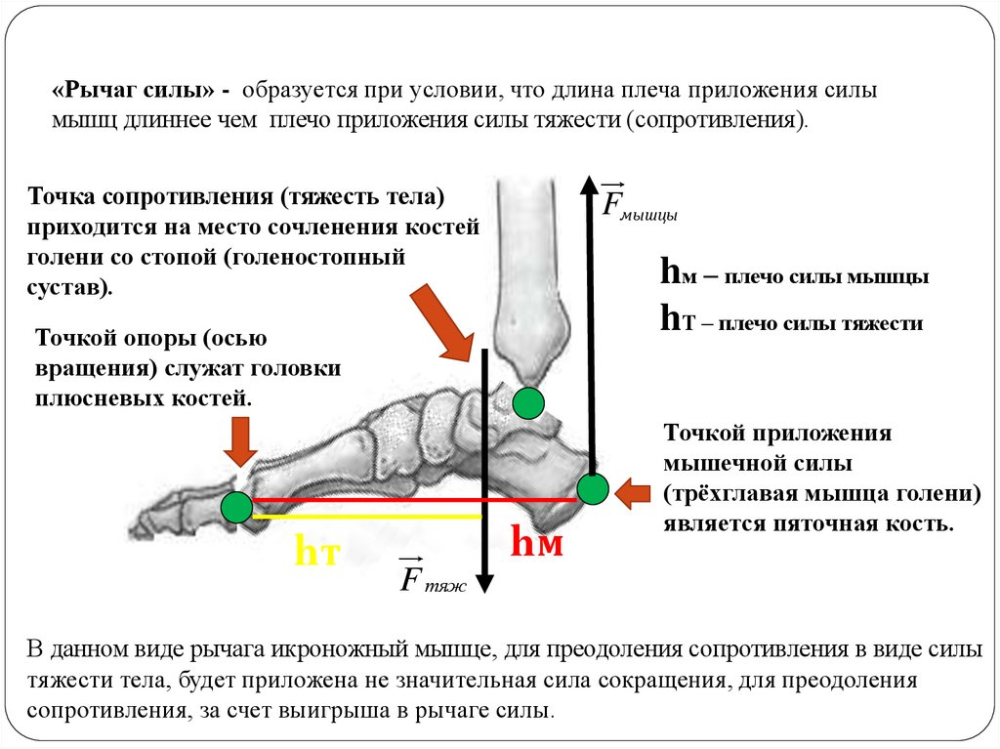 «Рычаг силы» - образуется при условии, что длина плеча приложения силы
мышц длиннее чем плечо приложения силы тяжести (сопротивления).
Точка сопротивления (тяжесть тела)
приходится на место сочленения костей
голени со стопой (голеностопный
сустав).
Fмышцы
hм – плечо силы мышцы
hТ – плечо силы тяжести
Точкой опоры (осью
вращения) служат головки
плюсневых костей.
Точкой приложения
мышечной силы
(трёхглавая мышца голени)
является пяточная кость.
hт
hм
F тяж
В данном виде рычага икроножный мышце, для преодоления сопротивления в виде силы
тяжести тела, будет приложена не значительная сила сокращения, для преодоления
сопротивления, за счет выигрыша в рычаге силы.